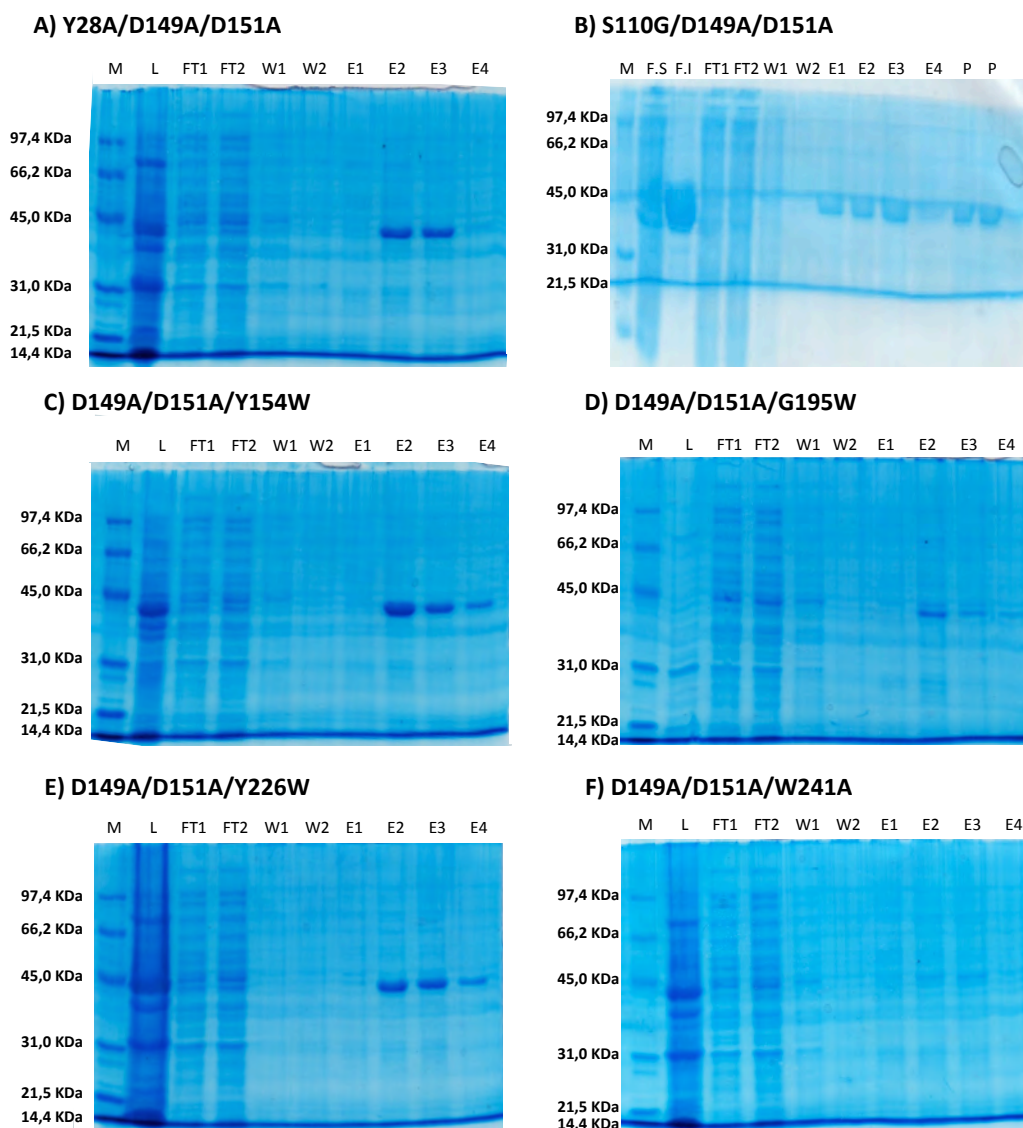 A) Y28A/D149A/D151A
M L FT1 FT2 W1 W2 E1 E2 E3 E4
97,4 KDa
66,2 KDa
45,0 KDa
31,0 KDa
21,5 KDa
14,4 KDa
B) S110G/D149A/D151A
M F.S F.I FT1 FT2 W1 W2 E1 E2 E3 E4 P P
97,4 KDa
66,2 KDa
45,0 KDa
31,0 KDa
21,5 KDa
C) D149A/D151A/Y154W
M L FT1 FT2 W1 W2 E1 E2 E3 E4
97,4 KDa
66,2 KDa
45,0 KDa
31,0 KDa
21,5 KDa
14,4 KDa
D) D149A/D151A/G195W
M L FT1 FT2 W1 W2 E1 E2 E3 E4
97,4 KDa
66,2 KDa
45,0 KDa
31,0 KDa
21,5 KDa
14,4 KDa
E) D149A/D151A/Y226W
M L FT1 FT2 W1 W2 E1 E2 E3 E4
97,4 KDa
66,2 KDa
45,0 KDa
31,0 KDa
21,5 KDa
14,4 KDa
F) D149A/D151A/W241A
M L FT1 FT2 W1 W2 E1 E2 E3 E4
97,4 KDa
66,2 KDa
45,0 KDa
31,0 KDa
21,5 KDa
14,4 KDa